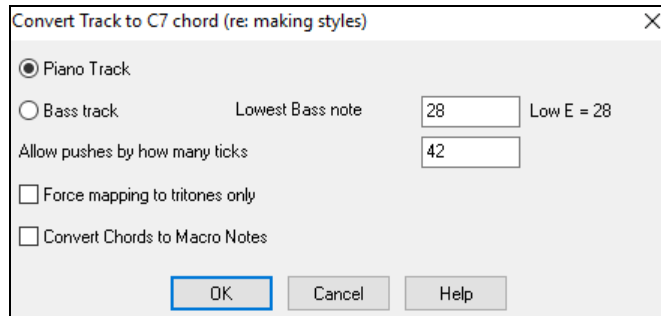 Convert Track to C7 chord (re: making styles)
Piano Track
Bass track Lowest Bass note 28 Low E = 28
Allow pushes by how many ticks 42
Force mapping to tritones only
Convert Chords to Macro Notes
OK Cancel Help